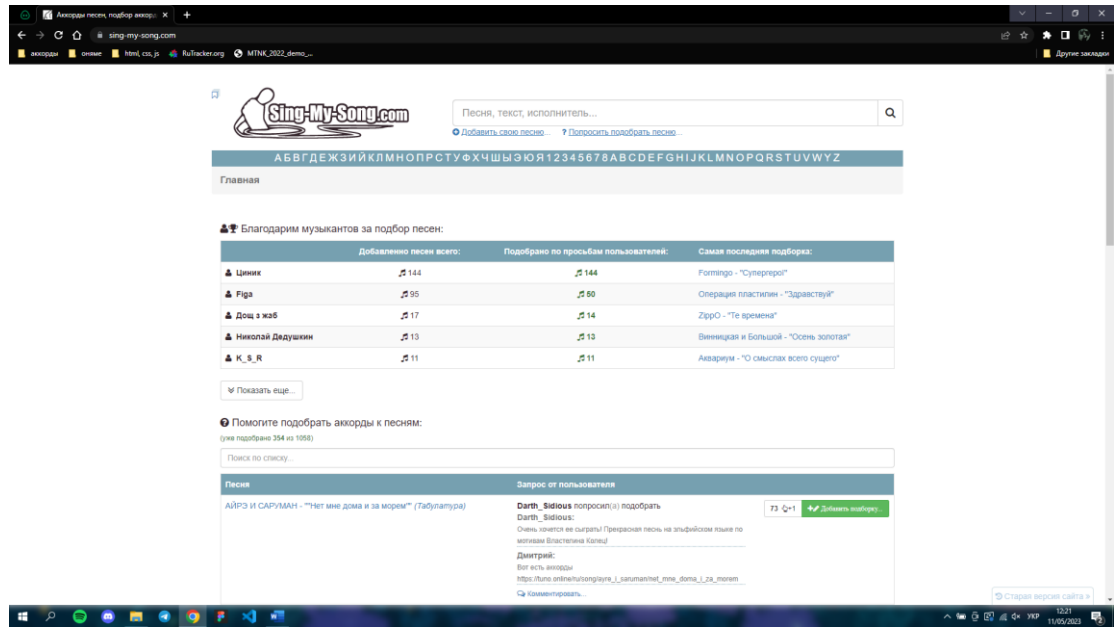 Аккорды песен, подбор аккорд
sing-my-song.com
аккорды
оняме
html, css, js
RuTracker.org
MTNK_2022_demo_...
Другие закладки
Sing-My-Song.com
Песня, текст, исполнитель...
Добавить свою песню...
? Попросить подобрать песню...
А Б В Г Д Е Ж З И Й К Л М Н О П Р С Т У Ф Х Ч Ш Ы Э Ю Я 1 2 3 4 5 6 7 8 A B C D E F G H I J K L M N O P Q R S T U V W Y Z
Главная
Благодарим музыкантов за подбор песен:
Добавленно песен всего: Подобрано по просьбам пользователей: Самая последняя подборка:
Циник 144 144 Formingo - "Суперrepoi"
Figa 95 50 Операция пластилин - "Здравствуй"
Дощ з жаб 17 14 ZippO - "Те времена"
Николай Дедушкин 13 13 Винницкая и Большой - "Осень золотая"
K_S_R 11 11 Аквариум - "О смыслах всего сущего"
Показать еще...
Помогите подобрать аккорды к песням:
(уже подобрано 354 из 1058)
Поиск по списку...
Песня Запрос от пользователя
АЙРЭ И САРУМАН - ""Нет мне дома и за морем"" (Табулатура)
Darth_Sidious попросил(а) подобрать
73 +1 Добавить подборку...
Darth_Sidious:
Очень хочется ее сыграть! Прекрасная песнь на эльфийском языке по
мотивам Властелина Колец!
Дмитрий:
Вот есть аккорды
https://tuno.online/ru/song/ayre_i_saruman/net_mne_doma_i_za_morem
Комментировать...
Старая версия сайта »
УКР
12:21
11/05/2023